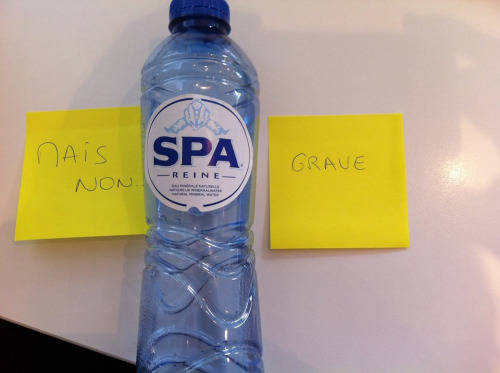 MAIS
NON..
SPA
REINE
EAU MINÉRALE NATURELLE
NATUURLIJK MINERAALWATER
NATURAL MINERAL WATER
GRAVE